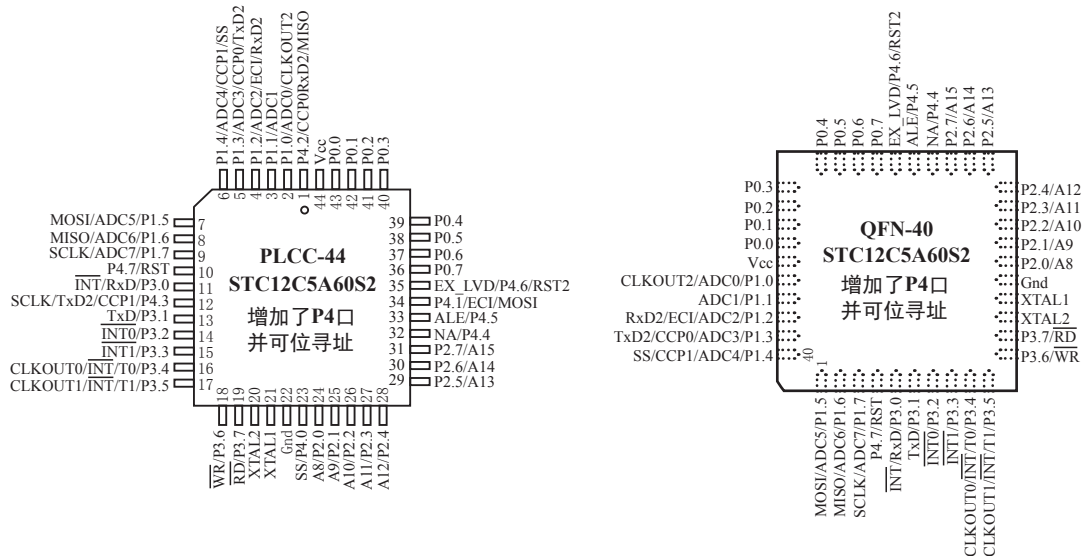 P1.4/ADC4/CCP1/SS
P1.3/ADC3/CCP0/TxD2
P1.2/ADC2/ECI/RxD2
P1.1/ADC1
P1.0/ADC0/CLKOUT2
P4.2/CCP0RxD2/MISO
Vcc
P0.0
P0.1
P0.2
P0.3
6
5
4
3
2
1
44
43
42
41
40
MOSI/ADC5/P1.5 7
MISO/ADC6/P1.6 8
SCLK/ADC7/P1.7 9
P4.7/RST 10
INT/RxD/P3.0 11
SCLK/TxD2/CCP1/P4.3 12
TxD/P3.1 13
INT0/P3.2 14
INT1/P3.3 15
CLKOUT0/INT/T0/P3.4 16
CLKOUT1/INT/T1/P3.5 17
PLCC-44
STC12C5A60S2
增加了P4口
并可位寻址
39 P0.4
38 P0.5
37 P0.6
36 P0.7
35 EX_LVD/P4.6/RST2
34 P4.1/ECI/MOSI
33 ALE/P4.5
32 NA/P4.4
31 P2.7/A15
30 P2.6/A14
29 P2.5/A13
18
19
20
21
22
23
24
25
26
27
28
WR/P3.6
RD/P3.7
XTAL2
XTAL1
Gnd
SS/P4.0
A8/P2.0
A9/P2.1
A10/P2.2
A11/P2.3
A12/P2.4
P0.4
P0.5
P0.6
P0.7
EX_LVD/P4.6/RST2
ALE/P4.5
NA/P4.4
P2.7/A15
P2.6/A14
P2.5/A13
P0.3
P0.2
P0.1
P0.0
Vcc
CLKOUT2/ADC0/P1.0
ADC1/P1.1
RxD2/ECI/ADC2/P1.2
TxD2/CCP0/ADC3/P1.3
SS/CCP1/ADC4/P1.4
40
1
QFN-40
STC12C5A60S2
增加了P4口
并可位寻址
P2.4/A12
P2.3/A11
P2.2/A10
P2.1/A9
P2.0/A8
Gnd
XTAL1
XTAL2
P3.7/RD
P3.6/WR
MOSI/ADC5/P1.5
MISO/ADC6/P1.6
SCLK/ADC7/P1.7
P4.7/RST
INT/RxD/P3.0
TxD/P3.1
INT0/P3.2
INT1/P3.3
CLKOUT0/INT/T0/P3.4
CLKOUT1/INT/T1/P3.5